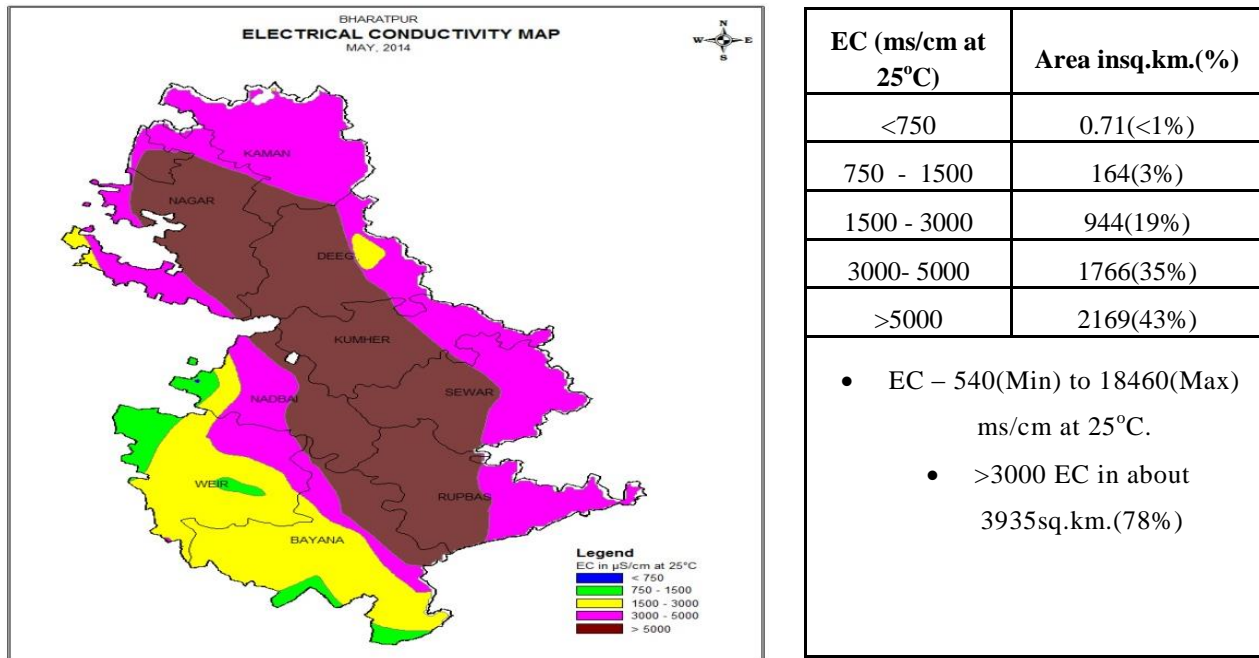 BHARATPUR
ELECTRICAL CONDUCTIVITY MAP
MAY, 2014
N
W E
S
KAMAN
NAGAR
DEEG
KUMHER
SEWAR
NADBAI
WEIR
RUPBAS
BAYANA
Legend
EC in µS/cm at 25°C
< 750
750 - 1500
1500 - 3000
3000 - 5000
> 5000
EC (ms/cm at 25°C) Area insq.km.(%)
<750 0.71(<1%)
750 - 1500 164(3%)
1500 - 3000 944(19%)
3000- 5000 1766(35%)
>5000 2169(43%)
• EC – 540(Min) to 18460(Max)
ms/cm at 25°C.
• >3000 EC in about
3935sq.km.(78%)